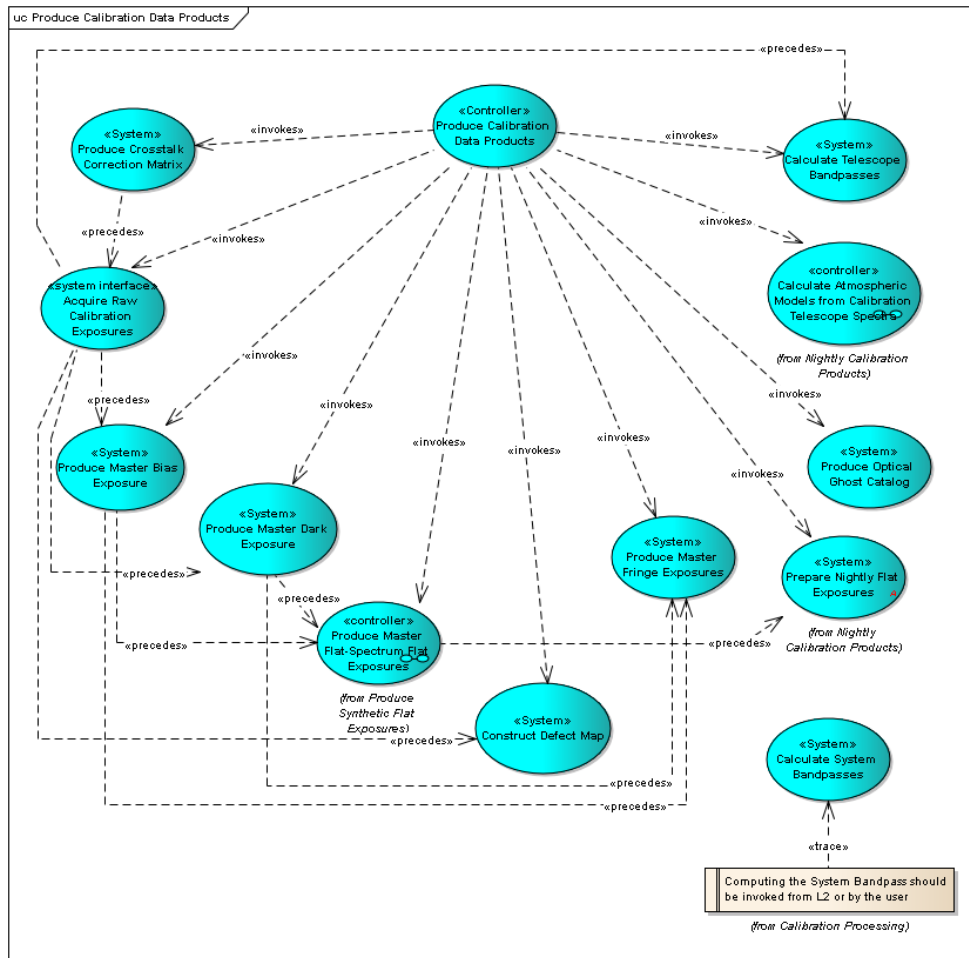 uc Produce Calibration Data Products
«precedes»
«Controller»
Produce Calibration
Data Products
«System»
Produce Crosstalk
Correction Matrix
«invokes»
«invokes»
«System»
Calculate Telescope
Bandpasses
«precedes»
«invokes»
«invokes»
«system interface»
Acquire Raw
Calibration
Exposures
«controller»
Calculate Atmospheric
Models from Calibration
Telescope Spectra
(from Nightly Calibration
Products)
«precedes»
«invokes»
«invokes»
«invokes»
«invokes»
«invokes»
«invokes»
«invokes»
«System»
Produce Master Bias
Exposure
«System»
Produce Optical
Ghost Catalog
«System»
Produce Master Dark
Exposure
«System»
Produce Master
Fringe Exposures
«System»
Prepare Nightly Flat
Exposures
A
(from Nightly
Calibration Products)
«precedes»
«precedes»
«controller»
Produce Master
Flat-Spectrum Flat
Exposures
(from Produce
Synthetic Flat
Exposures)
«precedes»
«precedes»
«System»
Construct Defect Map
«precedes»
«precedes»
«precedes»
«System»
Calculate System
Bandpasses
«trace»
Computing the System Bandpass should
be invoked from L2 or by the user
(from Calibration Processing)